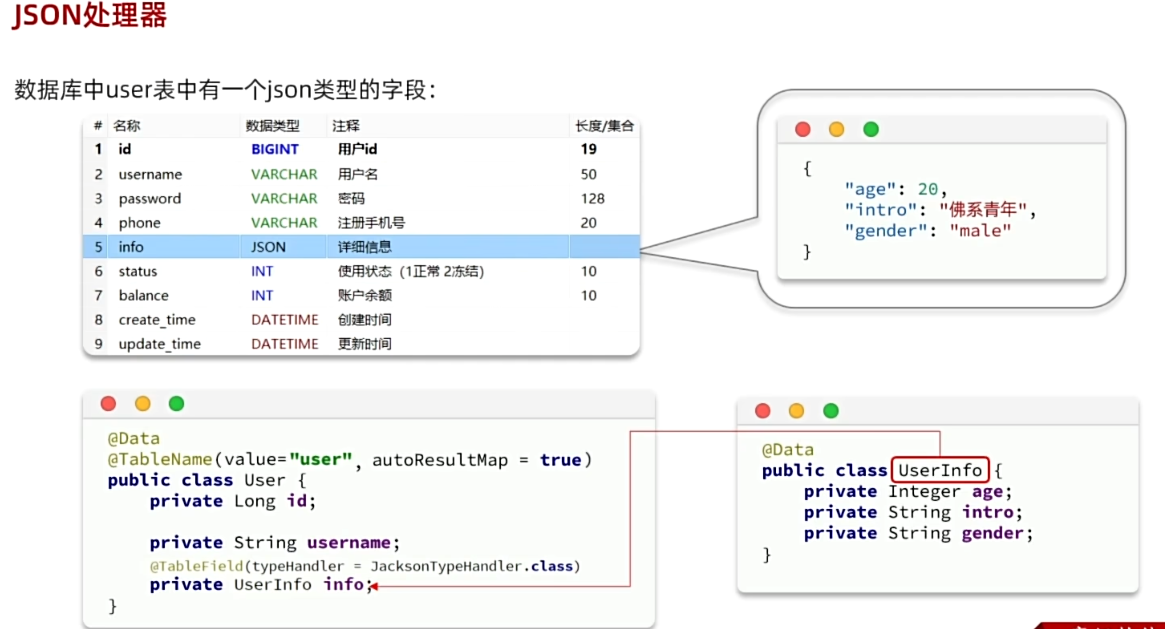 JSON处理器
数据库中user表中有一个json类型的字段：
# 名称 数据类型 注释 长度/集合
1 id BIGINT 用户id 19
2 username VARCHAR 用户名 50
3 password VARCHAR 密码 128
4 phone VARCHAR 注册手机号 20
5 info JSON 详细信息
6 status INT 使用状态（1正常 2冻结） 10
7 balance INT 账户余额 10
8 create_time DATETIME 创建时间
9 update_time DATETIME 更新时间
{
"age": 20,
"intro": "佛系青年",
"gender": "male"
}
@Data
@TableName(value="user", autoResultMap = true)
public class User {
private Long id;
private String username;
@TableField(typeHandler = JacksonTypeHandler.class)
private UserInfo info;
}
@Data
public class UserInfo {
private Integer age;
private String intro;
private String gender;
}